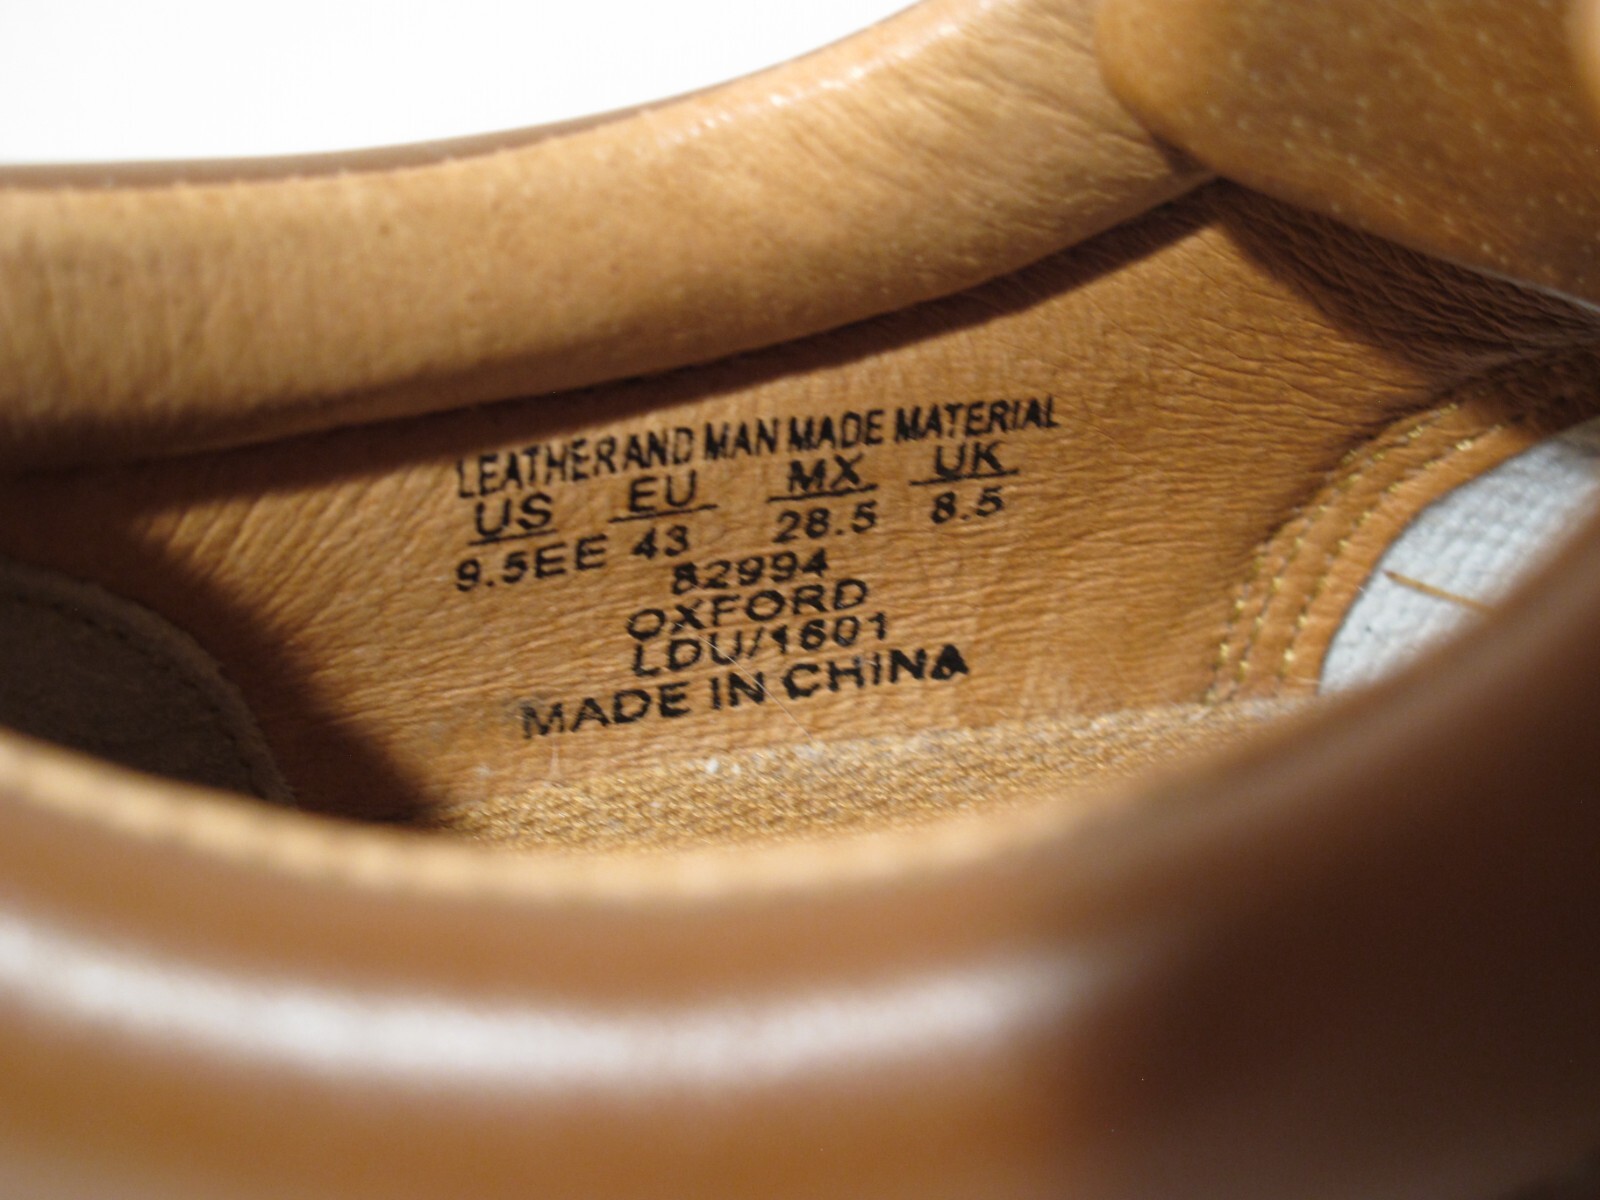 LEATHER AND MAN MADE MATERIAL
US EU MX UK
9.5EE 43 28.5 8.5
82994
OXFORD
LDU/1601
MADE IN CHINA